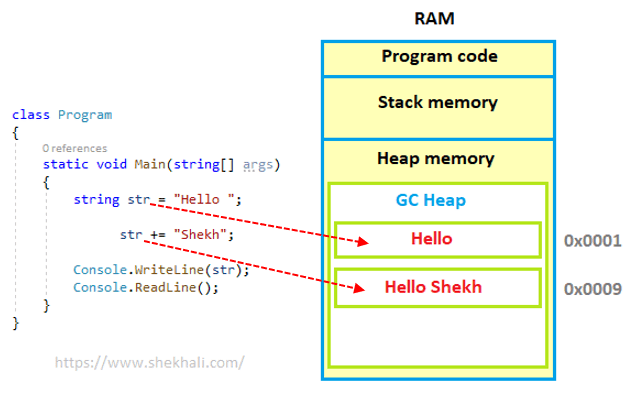 RAM
Program code
Stack memory
Heap memory
GC Heap
Hello
0x0001
Hello Shekh
0x0009
class Program
{
0 references
static void Main(string[] args)
{
string str = "Hello ";
str += "Shekh";
Console.WriteLine(str);
Console.ReadLine();
}
}
https://www.shekhali.com/